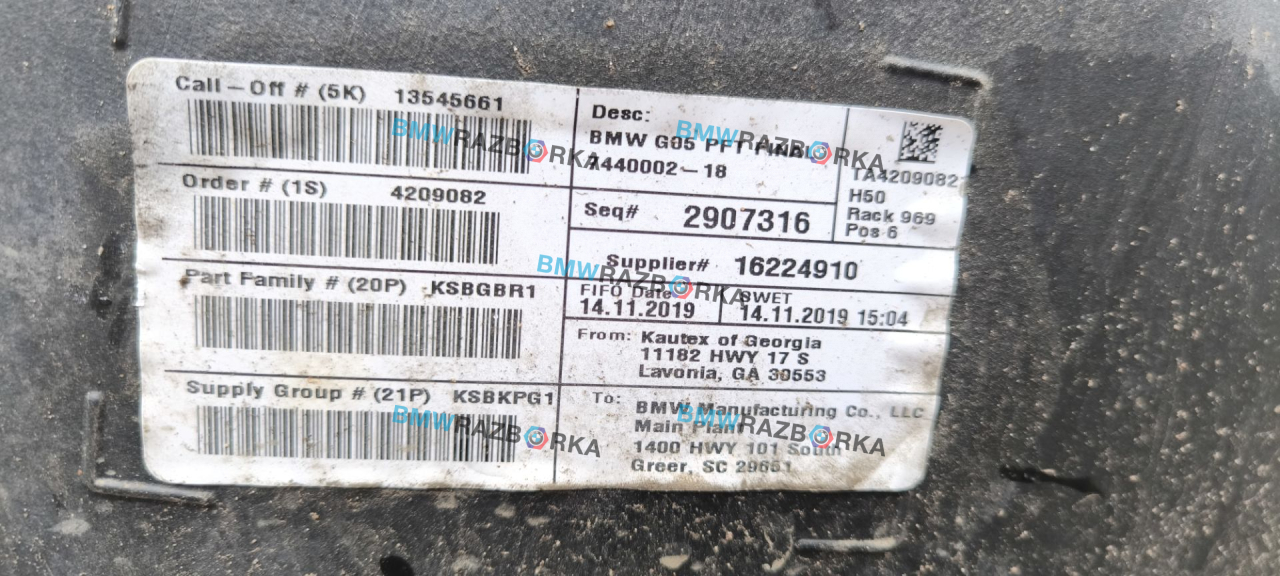 Call – Off # (5K) 13545661
Order # (1S) 4209082
Part Family # (20P) KSBGBR1
Supply Group # (21P) KSBKPG1
Desc:
BMW G05 PFT FINAL
7440002–18
TA4209082
H50
Rack 969
Pos 6
Seq# 2907316
Supplier# 16224910
FIFO Date
14.11.2019
SWET
14.11.2019 15:04
From: Kautex of Georgia
11182 HWY 17 S
Lavonia, GA 30553
To: BMW Manufacturing Co., LLC
Main Plant
1400 HWY 101 South
Greer, SC 29651
BMWRAZBORKA
BMWRAZBORKA
BMWRAZBORKA
BMWRAZBORKA
BMWRAZBORKA